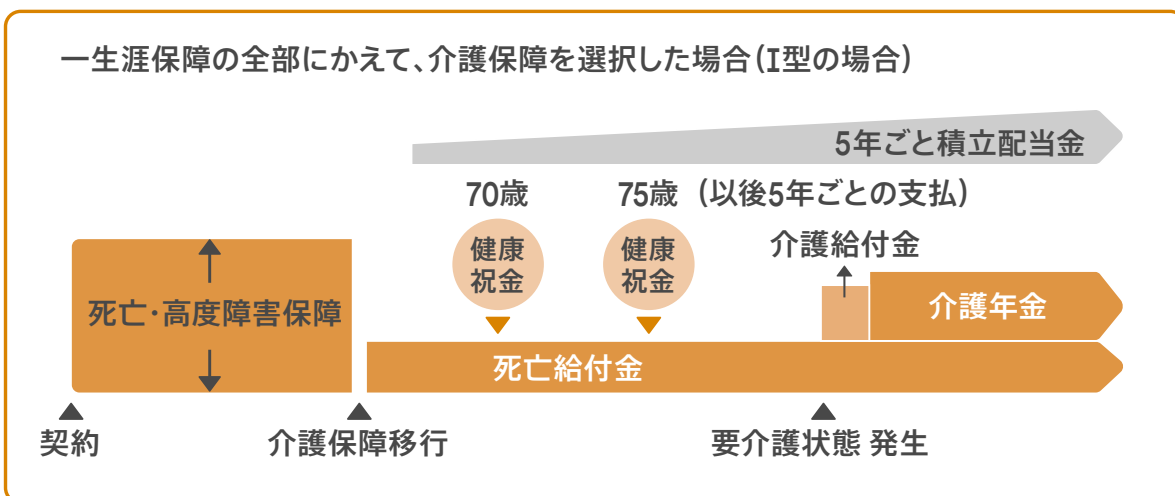 一生涯保障の全部にかえて、介護保障を選択した場合(I型の場合)
5年ごと積立配当金
70歳
75歳
(以後5年ごとの支払)
健康
祝金
健康
祝金
介護給付金
死亡・高度障害保障
介護年金
死亡給付金
契約
介護保障移行
要介護状態 発生